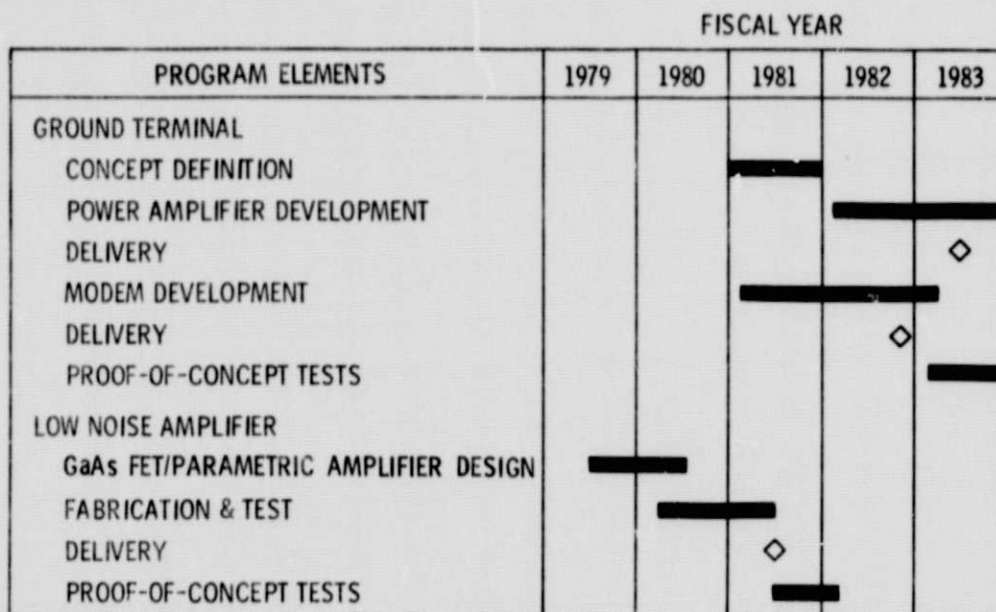 FISCAL YEAR
PROGRAM ELEMENTS 1979 1980 1981 1982 1983
GROUND TERMINAL
CONCEPT DEFINITION
POWER AMPLIFIER DEVELOPMENT
DELIVERY
MODEM DEVELOPMENT
DELIVERY
PROOF-OF-CONCEPT TESTS
LOW NOISE AMPLIFIER
GaAs FET/PARAMETRIC AMPLIFIER DESIGN
FABRICATION & TEST
DELIVERY
PROOF-OF-CONCEPT TESTS